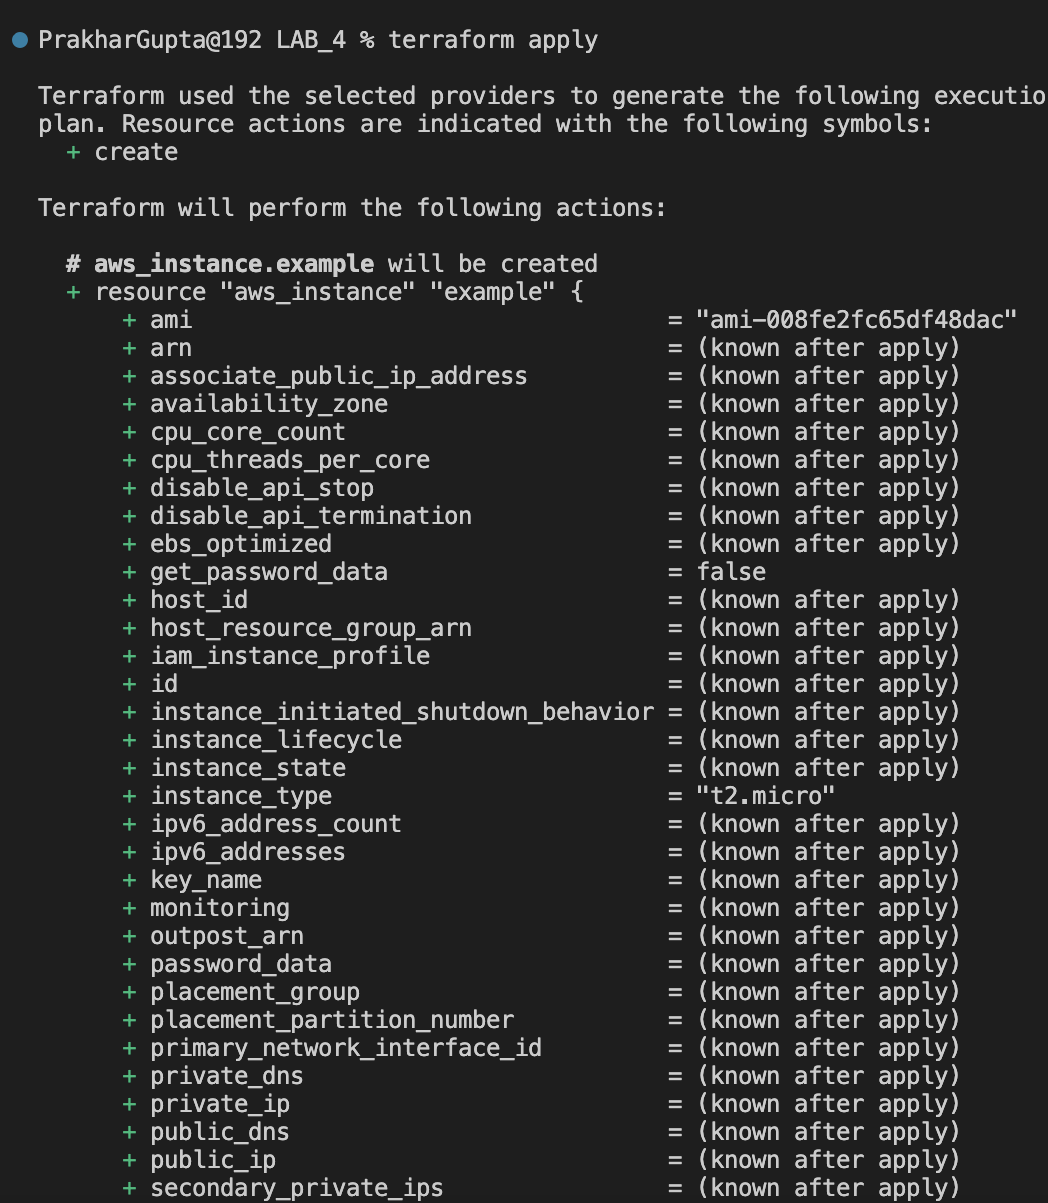 PrakharGupta@192 LAB_4 % terraform apply
Terraform used the selected providers to generate the following executio
plan. Resource actions are indicated with the following symbols:
+ create
Terraform will perform the following actions:
# aws_instance.example will be created
+ resource "aws_instance" "example" {
+ ami = "ami-008fe2fc65df48dac"
+ arn = (known after apply)
+ associate_public_ip_address = (known after apply)
+ availability_zone = (known after apply)
+ cpu_core_count = (known after apply)
+ cpu_threads_per_core = (known after apply)
+ disable_api_stop = (known after apply)
+ disable_api_termination = (known after apply)
+ ebs_optimized = (known after apply)
+ get_password_data = false
+ host_id = (known after apply)
+ host_resource_group_arn = (known after apply)
+ iam_instance_profile = (known after apply)
+ id = (known after apply)
+ instance_initiated_shutdown_behavior = (known after apply)
+ instance_lifecycle = (known after apply)
+ instance_state = (known after apply)
+ instance_type = "t2.micro"
+ ipv6_address_count = (known after apply)
+ ipv6_addresses = (known after apply)
+ key_name = (known after apply)
+ monitoring = (known after apply)
+ outpost_arn = (known after apply)
+ password_data = (known after apply)
+ placement_group = (known after apply)
+ placement_partition_number = (known after apply)
+ primary_network_interface_id = (known after apply)
+ private_dns = (known after apply)
+ private_ip = (known after apply)
+ public_dns = (known after apply)
+ public_ip = (known after apply)
+ secondary_private_ips = (known after apply)